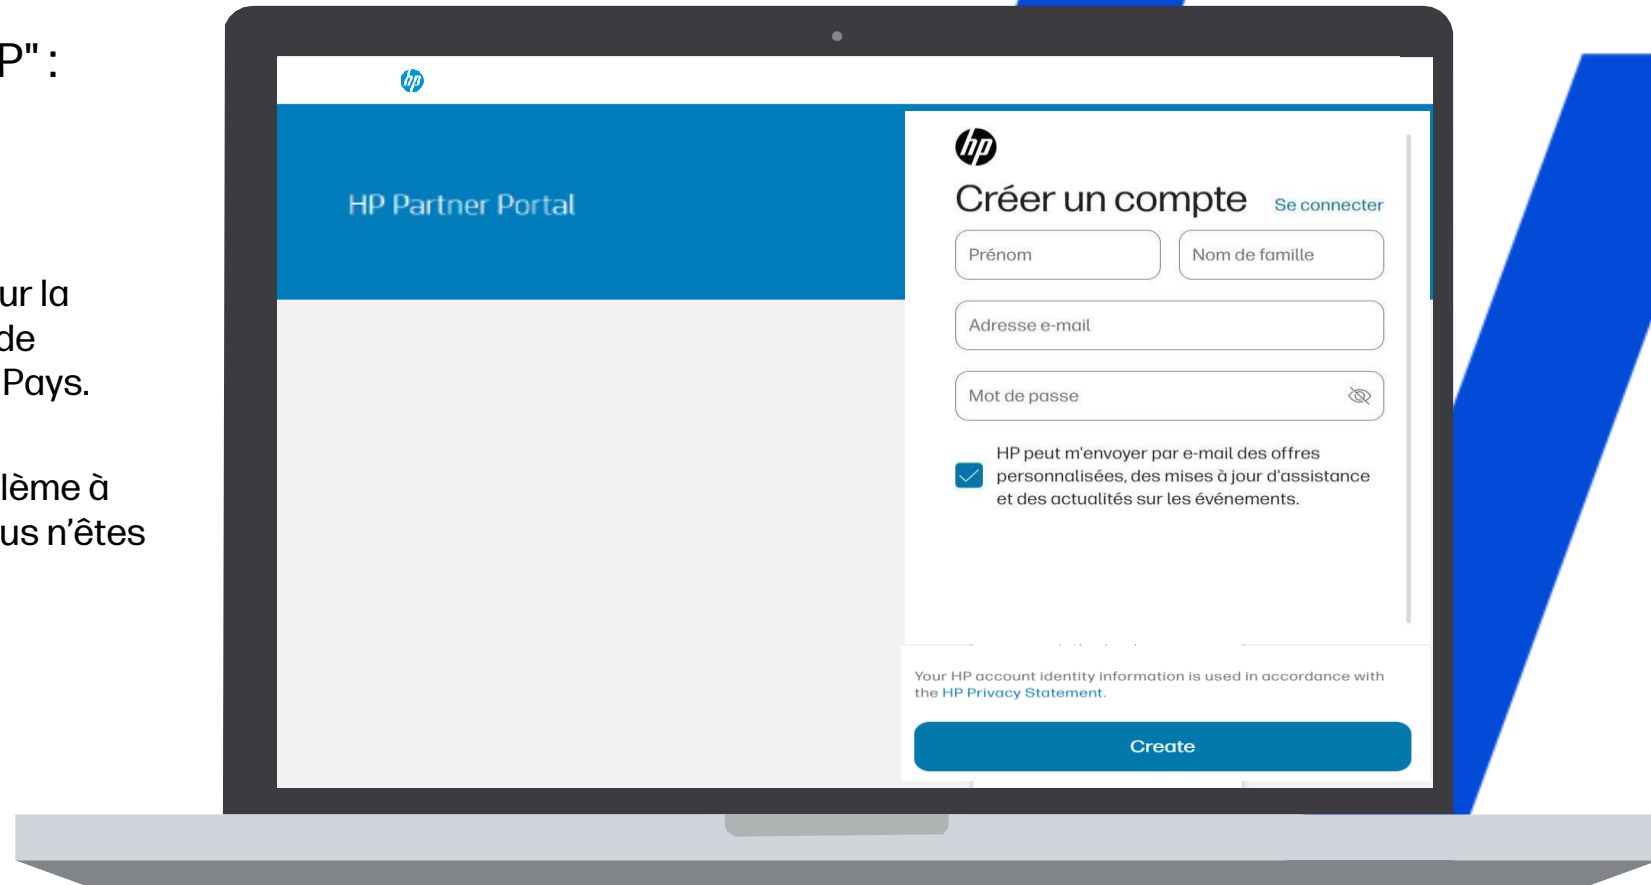 P" :
ur la
de
Pays.
lème à
us n’êtes
hp
HP Partner Portal
hp
Créer un compte
Se connecter
Prénom
Nom de famille
Adresse e-mail
Mot de passe
HP peut m'envoyer par e-mail des offres
personnalisées, des mises à jour d'assistance
et des actualités sur les événements.
Your HP account identity information is used in accordance with
the HP Privacy Statement.
Create